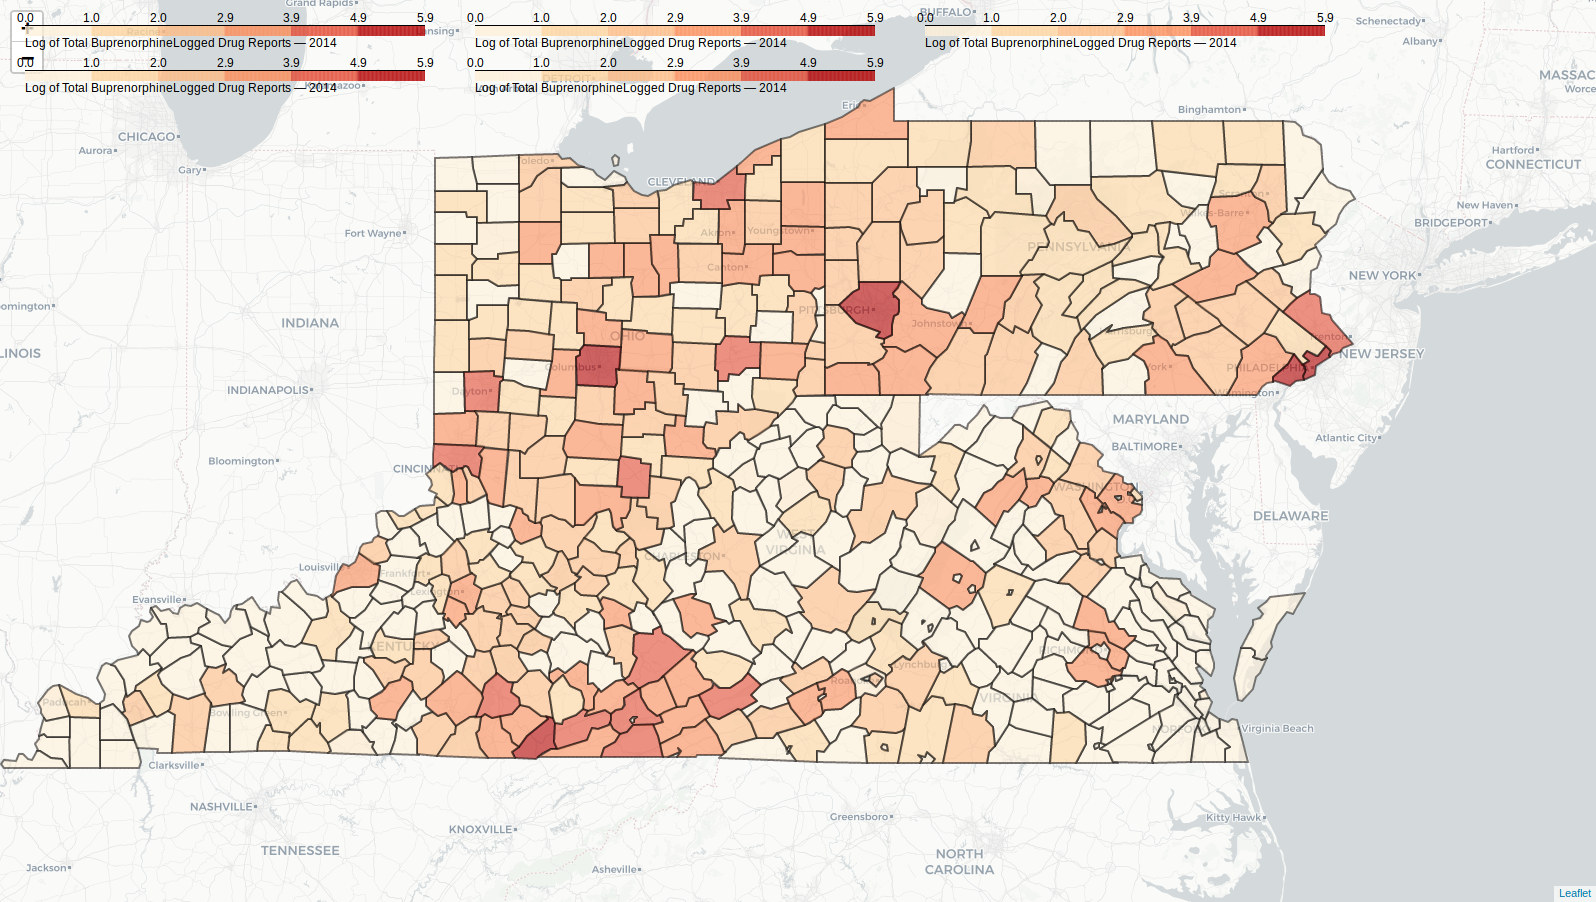 Grand Rapids
BUFFALO
0.0 1.0 2.0 2.9 3.9 4.9 5.9
0.0 1.0 2.0 2.9 3.9 4.9 5.9
0.0 1.0 2.0 2.9 3.9 4.9 5.9
Schenectady
Racine
Log of Total BuprenorphineLogged Drug Reports — 2014
Log of Total BuprenorphineLogged Drug Reports — 2014
Log of Total BuprenorphineLogged Drug Reports — 2014
Albany
0.0 1.0 2.0 2.9 3.9 4.9 5.9
0.0 1.0 2.0 2.9 3.9 4.9 5.9
DETROIT
MASSAC
Log of Total BuprenorphineLogged Drug Reports — 2014
Log of Total BuprenorphineLogged Drug Reports — 2014
Worce
Erie
Binghamton
CHICAGO
Aurora
Hartford
CONNECTICUT
Toledo
Gary
CLEVELAND
Scranton
New Haven
Wilkes-Barre
BRIDGEPORT
Fort Wayne
Akron
Youngstown
PENNSYLVANIA
Canton
NEW YORK
oomington
PITTSBURGH
INDIANA
Johnstown
Harrisburg
OHIO
Trenton
LINOIS
NEW JERSEY
Columbus
York
PHILADELPHIA
INDIANAPOLIS
Dayton
Wilmington
MARYLAND
Atlantic City
BALTIMORE
Bloomington
CINCINNATI
WASHINGTON
DELAWARE
WEST
VIRGINIA
CHARLESTON
Louisville
Frankfort
Lexington
Evansville
KENTUCKY
RICHMOND
Lynchburg
Roanoke
VIRGINIA
Paducah
Bowling Green
NORFOLK
Virginia Beach
Clarksville
NASHVILLE
Greensboro
Kitty Hawk
KNOXVILLE
TENNESSEE
NORTH
CAROLINA
Jackson
Asheville
Leaflet